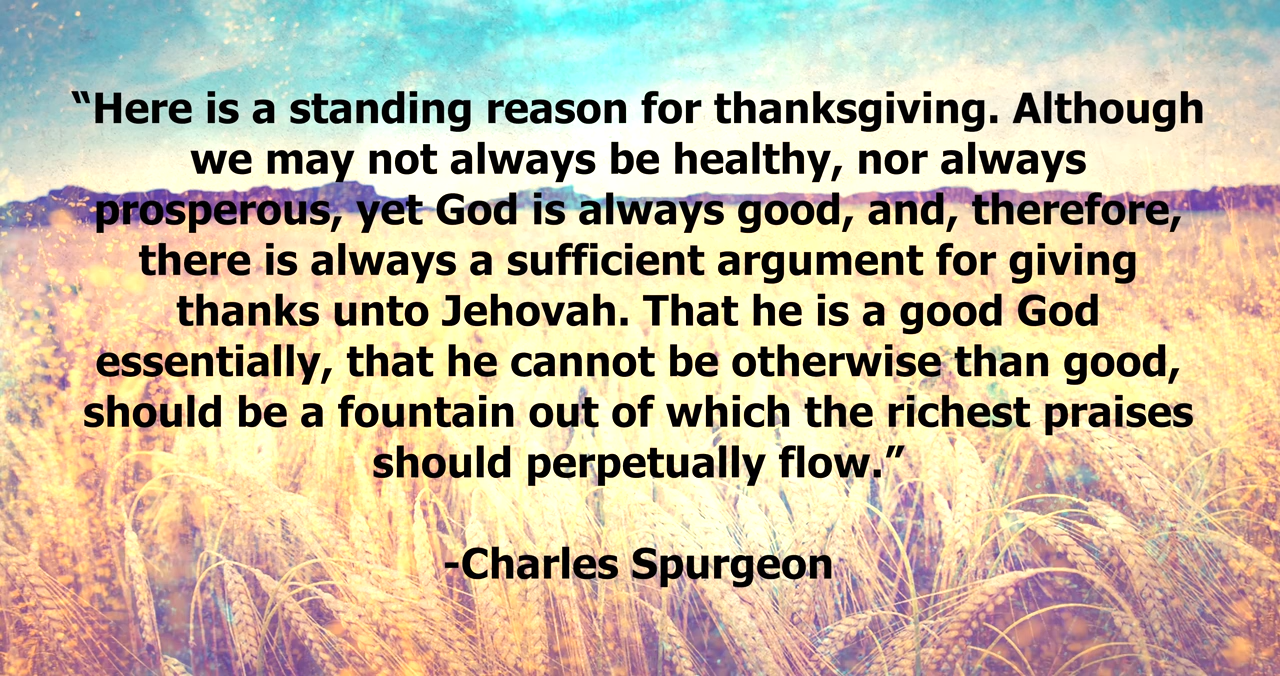 “Here is a standing reason for thanksgiving. Although
we may not always be healthy, nor always
prosperous, yet God is always good, and, therefore,
there is always a sufficient argument for giving
thanks unto Jehovah. That he is a good God
essentially, that he cannot be otherwise than good,
should be a fountain out of which the richest praises
should perpetually flow.”
-Charles Spurgeon